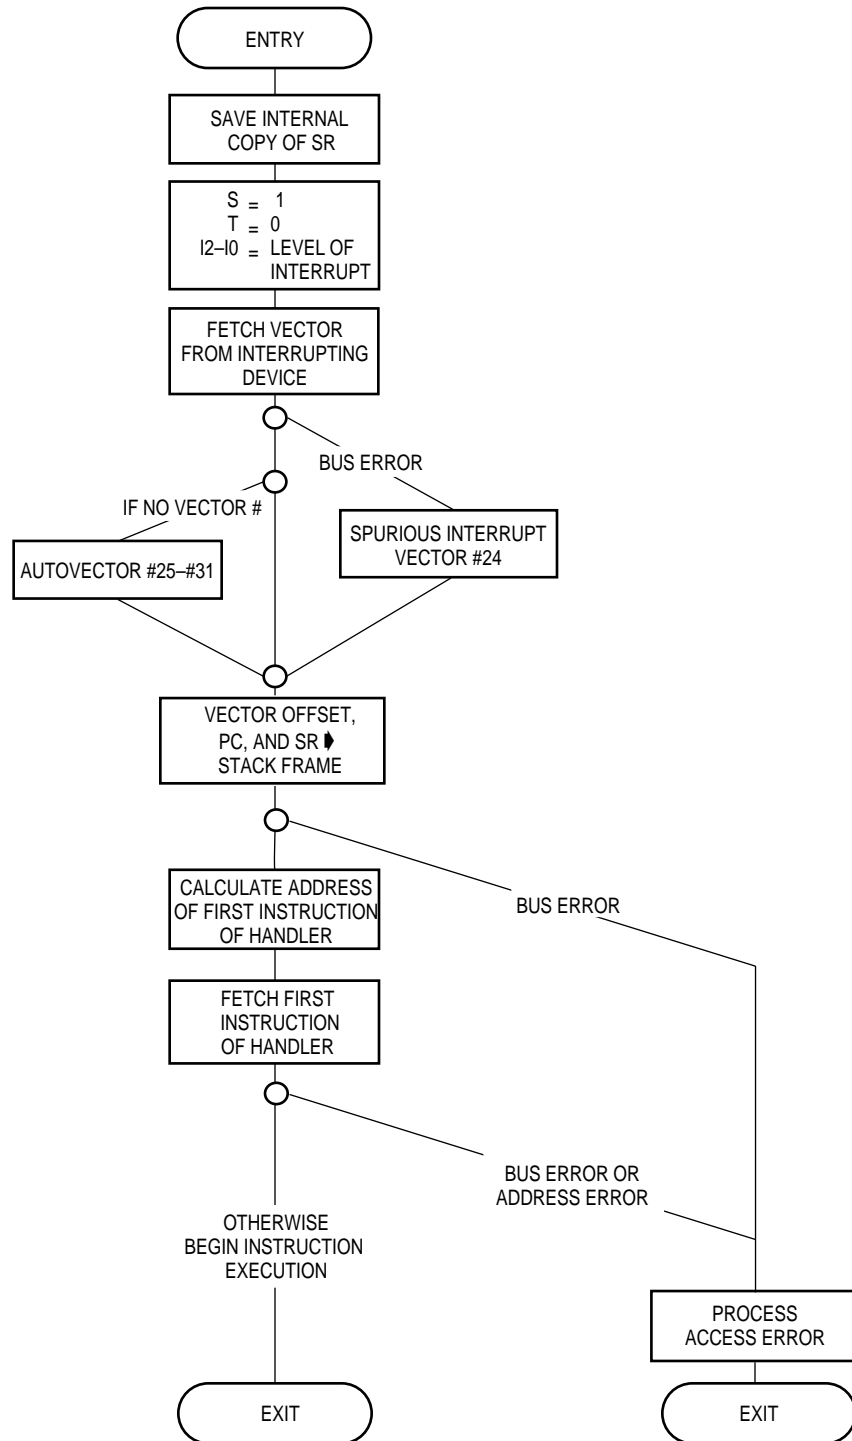 ENTRY
SAVE INTERNAL
COPY OF SR
S = 1
T = 0
I2–I0 = LEVEL OF
INTERRUPT
FETCH VECTOR
FROM INTERRUPTING
DEVICE
BUS ERROR
IF NO VECTOR #
SPURIOUS INTERRUPT
VECTOR #24
AUTOVECTOR #25–#31
VECTOR OFFSET,
PC, AND SR ➧
STACK FRAME
CALCULATE ADDRESS
OF FIRST INSTRUCTION
OF HANDLER
BUS ERROR
FETCH FIRST
INSTRUCTION
OF HANDLER
BUS ERROR OR
ADDRESS ERROR
OTHERWISE
BEGIN INSTRUCTION
EXECUTION
PROCESS
ACCESS ERROR
EXIT
EXIT